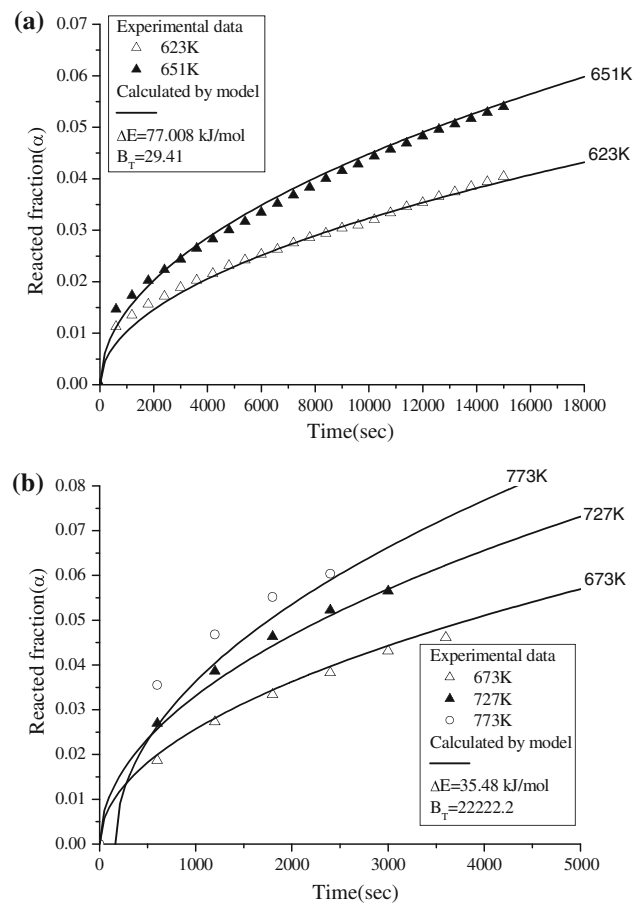 (a)
0.07
0.06
0.05
0.04
0.03
0.02
0.01
0.00
Reacted fraction(α)
Experimental data
△ 623K
▲ 651K
Calculated by model
ΔE=77.008 kJ/mol
B_T=29.41
651K
623K
0 2000 4000 6000 8000 10000 12000 14000 16000 18000
Time(sec)
(b)
0.08
0.07
0.06
0.05
0.04
0.03
0.02
0.01
0.00
Reacted fraction(α)
773K
727K
673K
Experimental data
△ 673K
▲ 727K
○ 773K
Calculated by model
ΔE=35.48 kJ/mol
B_T=22222.2
0 1000 2000 3000 4000 5000
Time(sec)